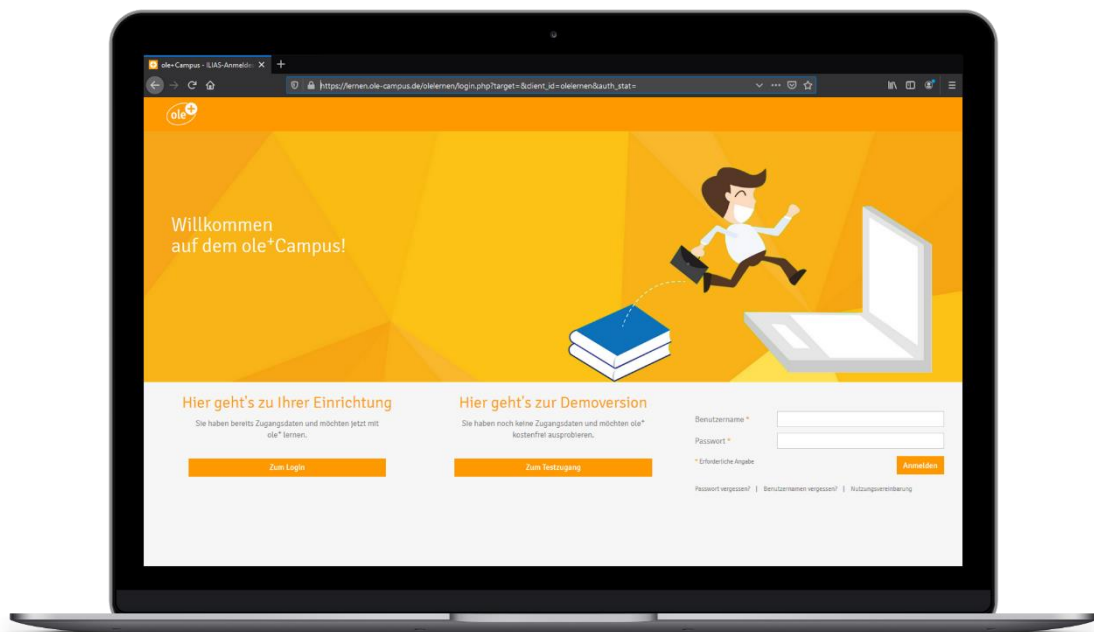 ole+Campus - ILIAS-Anmeldes
https://lernen.ole-campus.de/olelernen/login.php?target=&client_id=olelernen&auth_stat=
ole+
Willkommen
auf dem ole+Campus!
Hier geht's zu Ihrer Einrichtung
Sie haben bereits Zugangsdaten und möchten jetzt mit
ole+ lernen.
Zum Login
Hier geht's zur Demoversion
Sie haben noch keine Zugangsdaten und möchten ole+
kostenfrei ausprobieren.
Zum Testzugang
Benutzername *
Passwort *
* Erforderliche Angabe
Anmelden
Passwort vergessen? | Benutzernamen vergessen? | Nutzungsvereinbarung